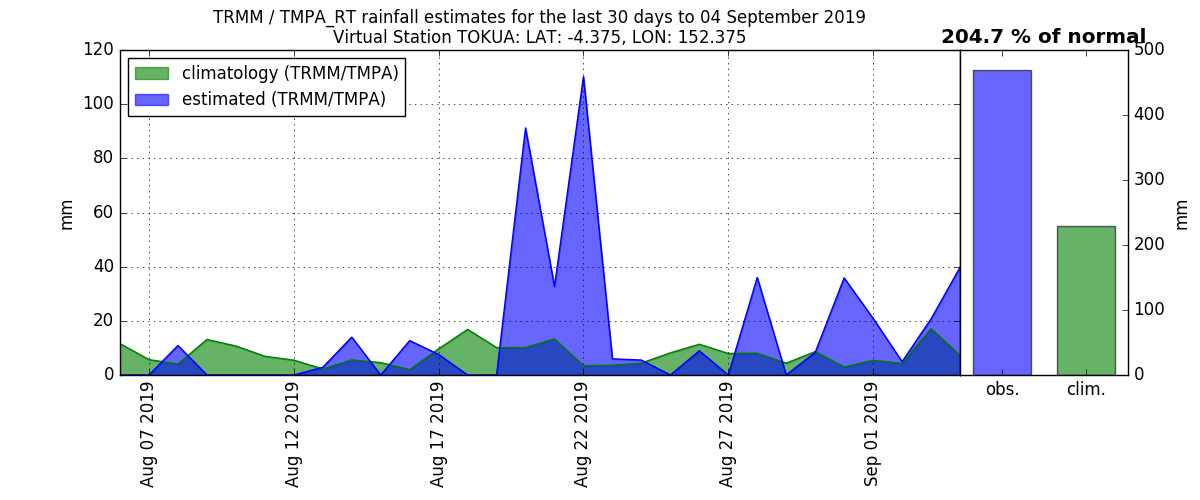 TRMM / TMPA_RT rainfall estimates for the last 30 days to 04 September 2019
Virtual Station TOKUA: LAT: -4.375, LON: 152.375
204.7 % of normal
climatology (TRMM/TMPA)
estimated (TRMM/TMPA)
mm
120
100
80
60
40
20
0
Aug 07 2019
Aug 12 2019
Aug 17 2019
Aug 22 2019
Aug 27 2019
Sep 01 2019
500
400
300
200
100
0
mm
obs.
clim.